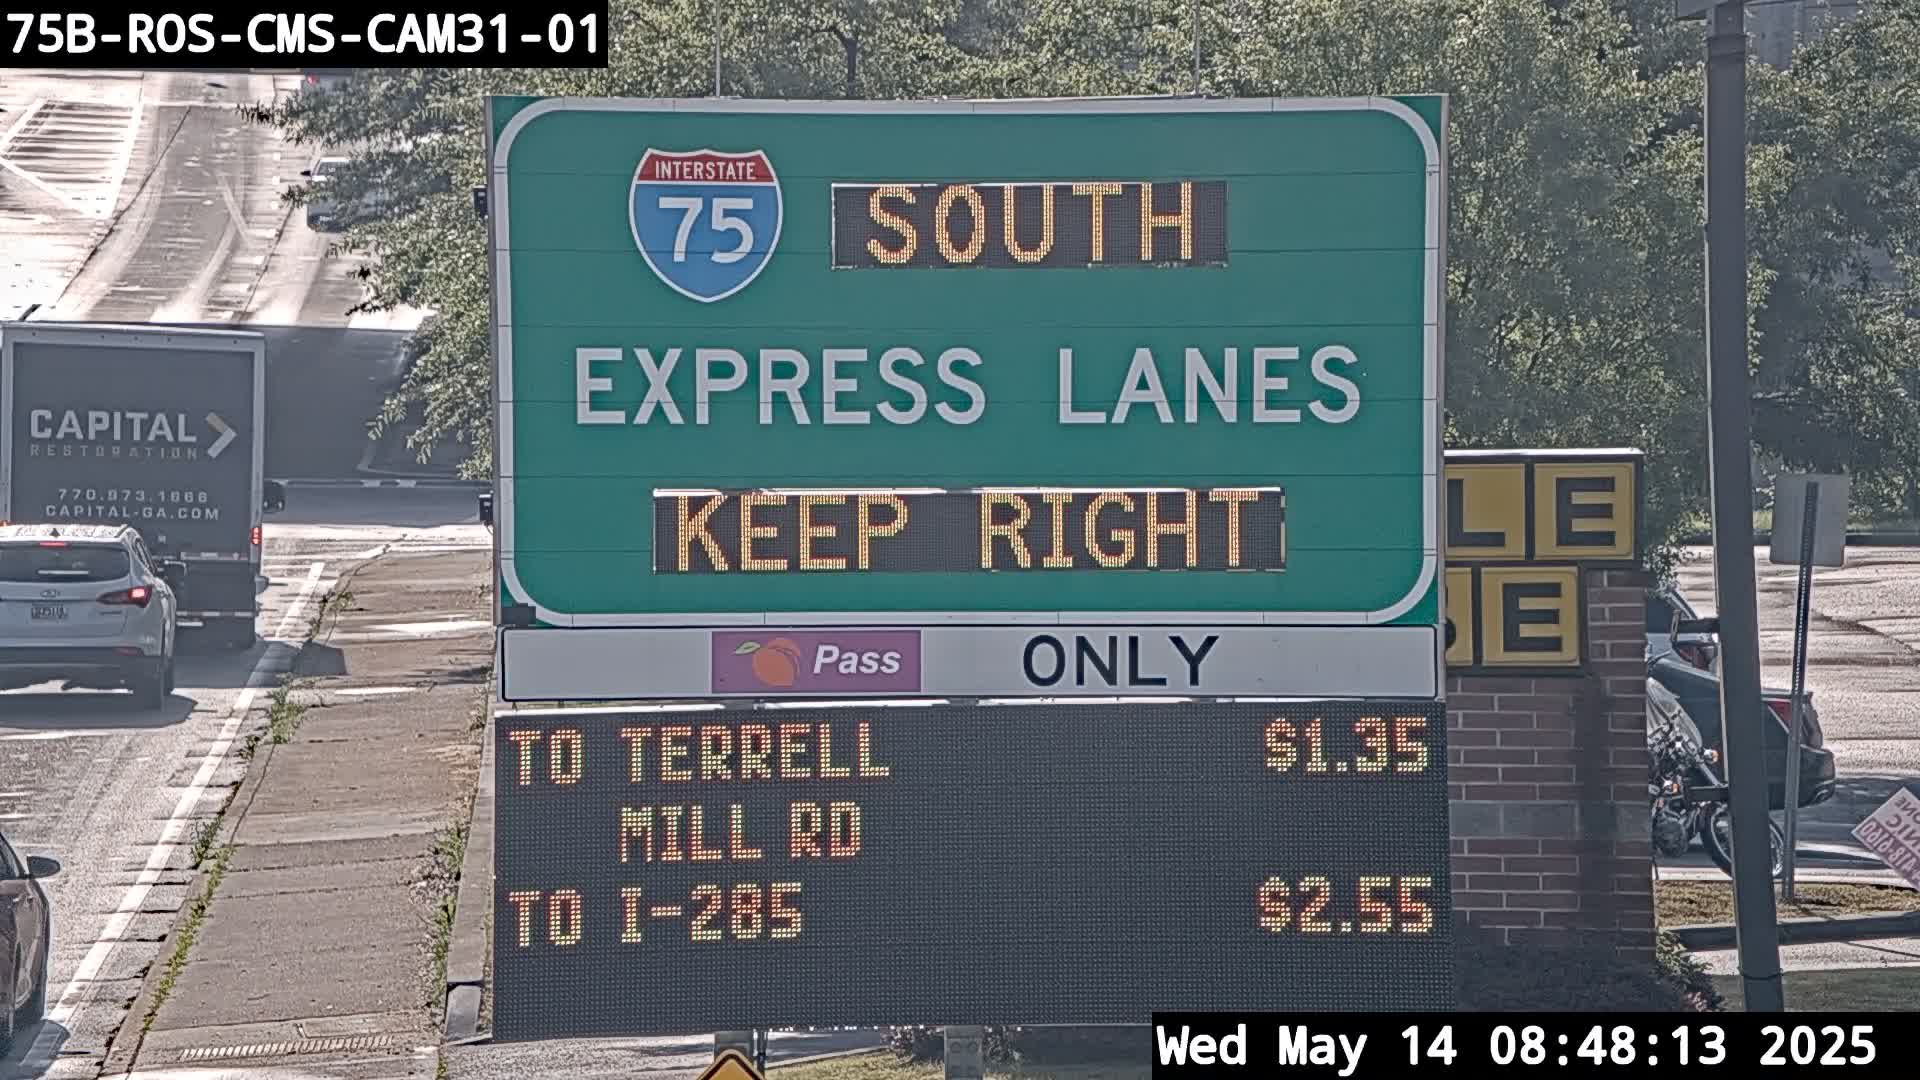 75B-ROS-CMS-CAM31-01
INTERSTATE
75
SOUTH
EXPRESS LANES
KEEP RIGHT
Pass ONLY
TO TERRELL $1.35
MILL RD
TO I-285 $2.55
CAPITAL
RESTORATION
770.973.1666
CAPITAL-GA.COM
LE
E
Wed May 14 08:48:13 2025